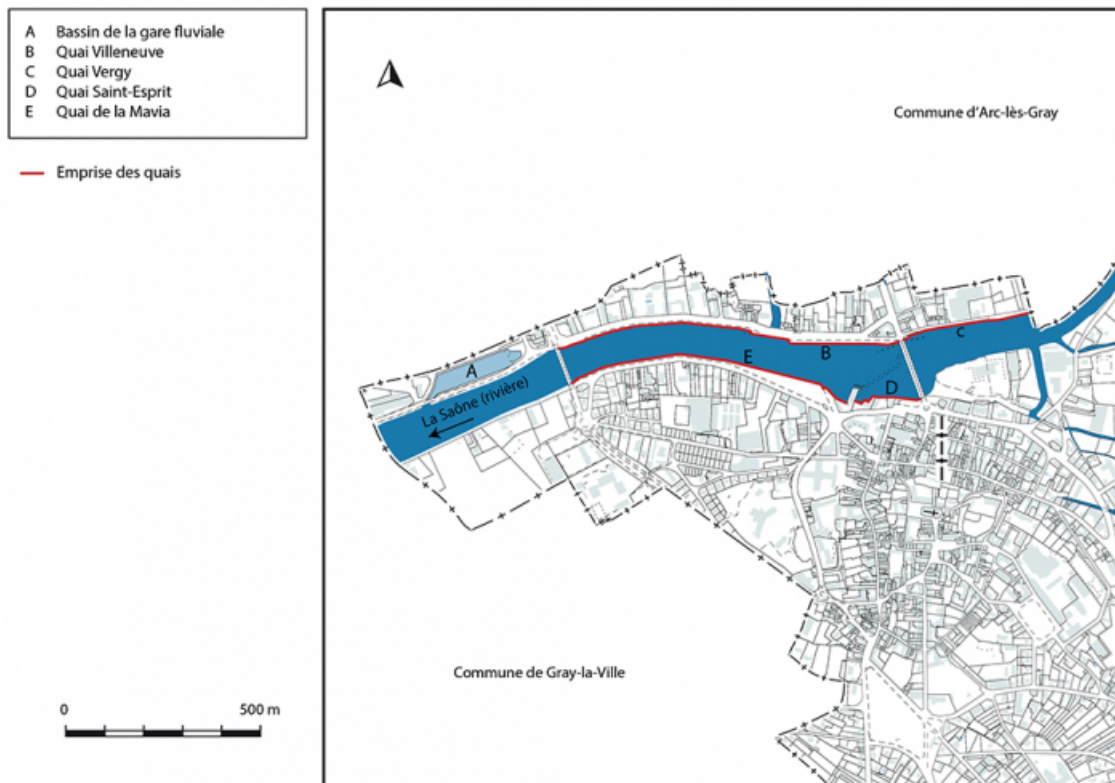 A Bassin de la gare fluviale
B Quai Villeneuve
C Quai Vergy
D Quai Saint-Esprit
E Quai de la Mavia
Emprise des quais
Commune d'Arc-lès-Gray
C
B
E
A
D
La Saône (rivière)
Commune de Gray-la-Ville
0 500 m